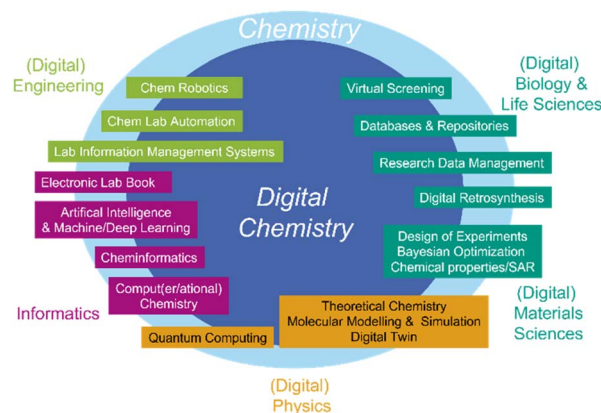 Chemistry
(Digital)
Engineering
(Digital)
Biology &
Life Sciences
Chem Robotics
Virtual Screening
Chem Lab Automation
Databases & Repositories
Lab Information Management Systems
Research Data Management
Electronic Lab Book
Digital Retrosynthesis
Digital
Chemistry
Artifical Intelligence
& Machine/Deep Learning
Design of Experiments
Bayesian Optimization
Chemical properties/SAR
Cheminformatics
Comput(er/ational)
Chemistry
Informatics
(Digital)
Materials
Sciences
Theoretical Chemistry
Molecular Modelling & Simulation
Digital Twin
Quantum Computing
(Digital)
Physics